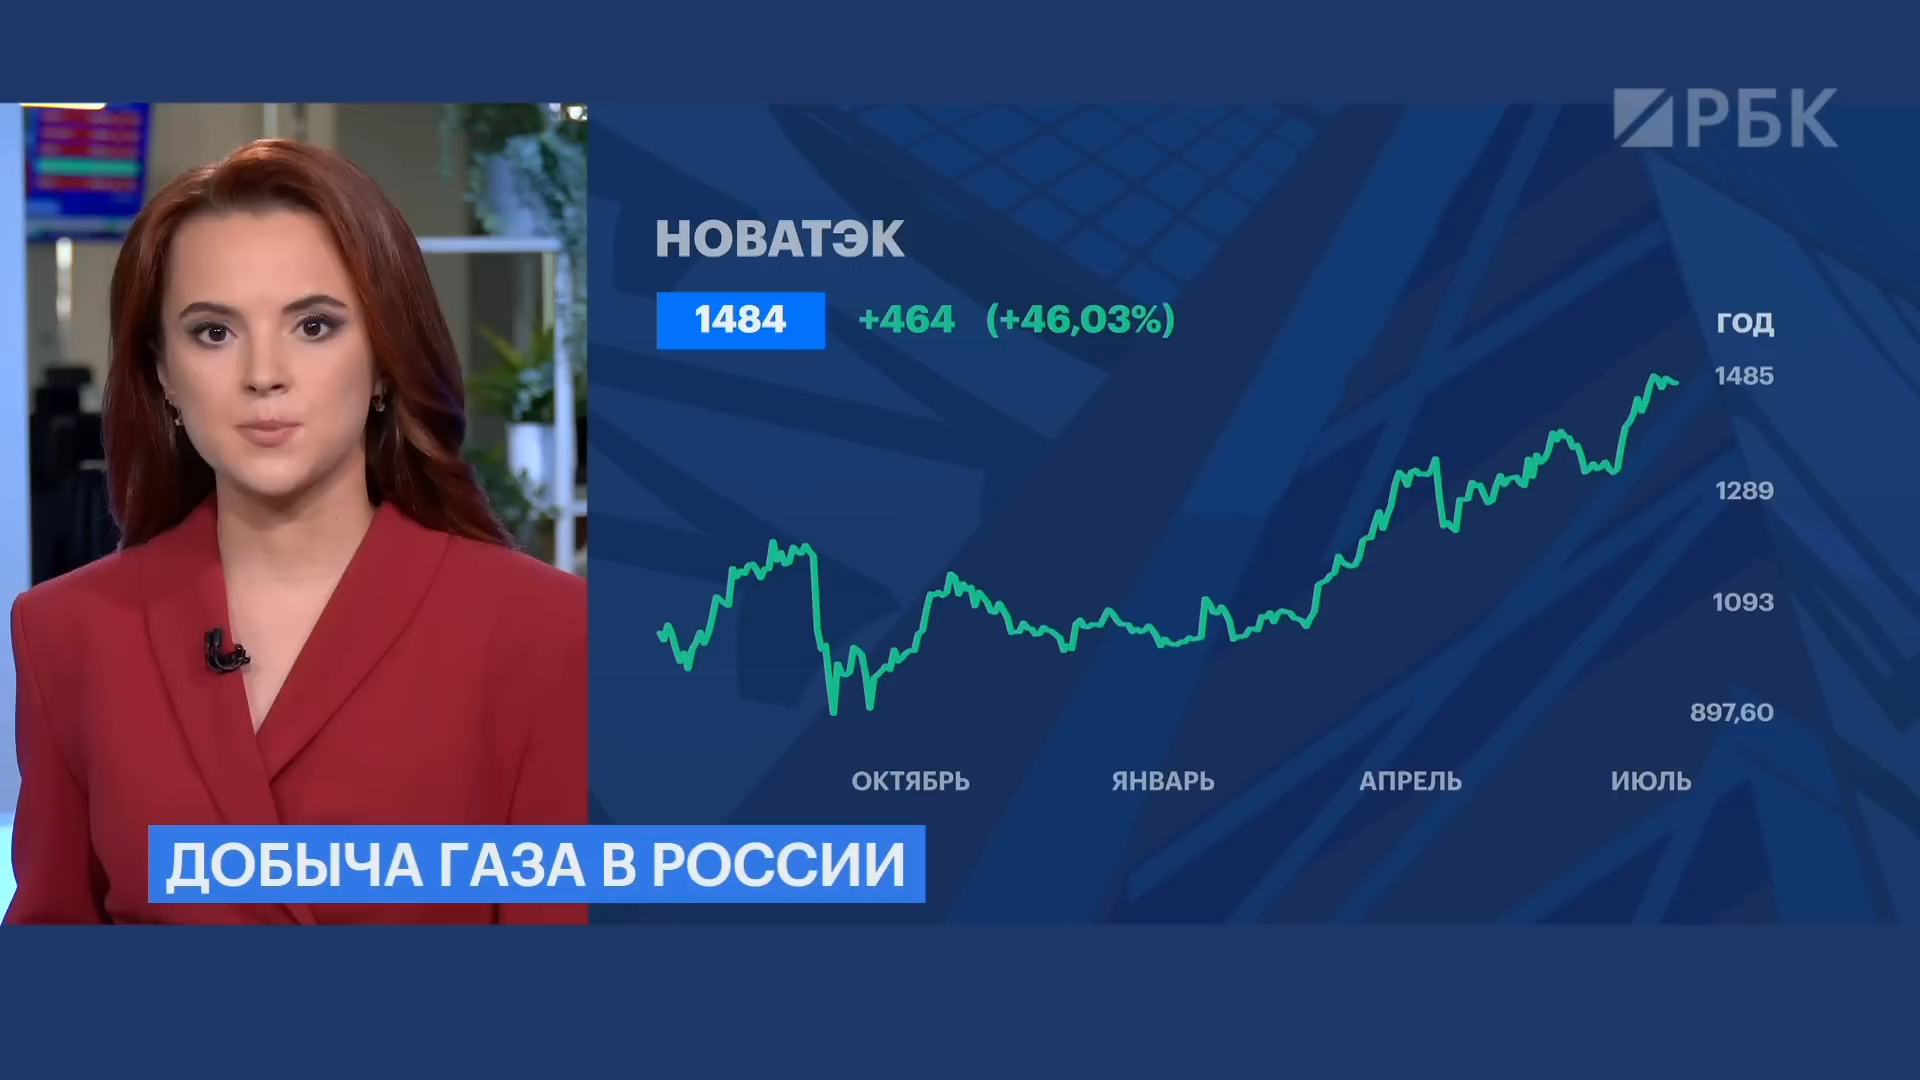 РБК
НОВАТЭК
1484 +464 (+46,03%)
ГОД
1485
1289
1093
897,60
ОКТЯБРЬ ЯНВАРЬ АПРЕЛЬ ИЮЛЬ
ДОБЫЧА ГАЗА В РОССИИ